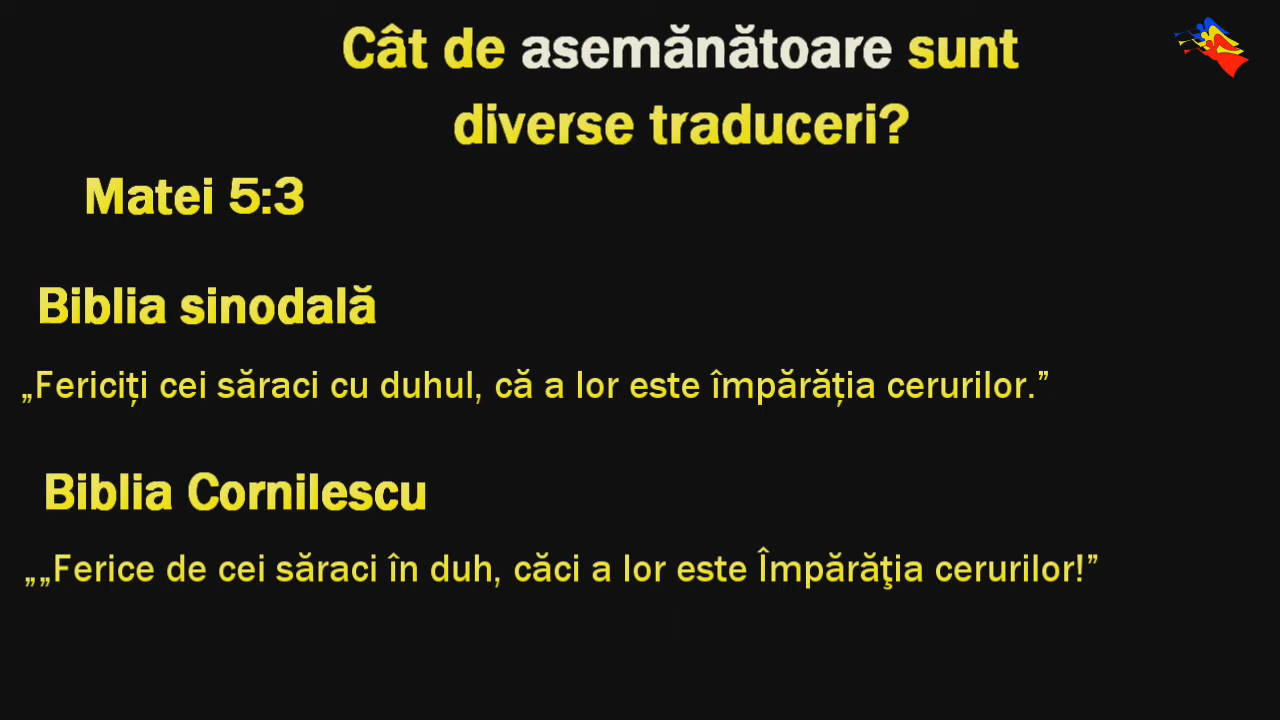 Cât de asemănătoare sunt
diverse traduceri?
Matei 5:3
Biblia sinodală
„Fericiți cei săraci cu duhul, că a lor este împărăția cerurilor.”
Biblia Cornilescu
„„Ferice de cei săraci în duh, căci a lor este Împărăţia cerurilor!”